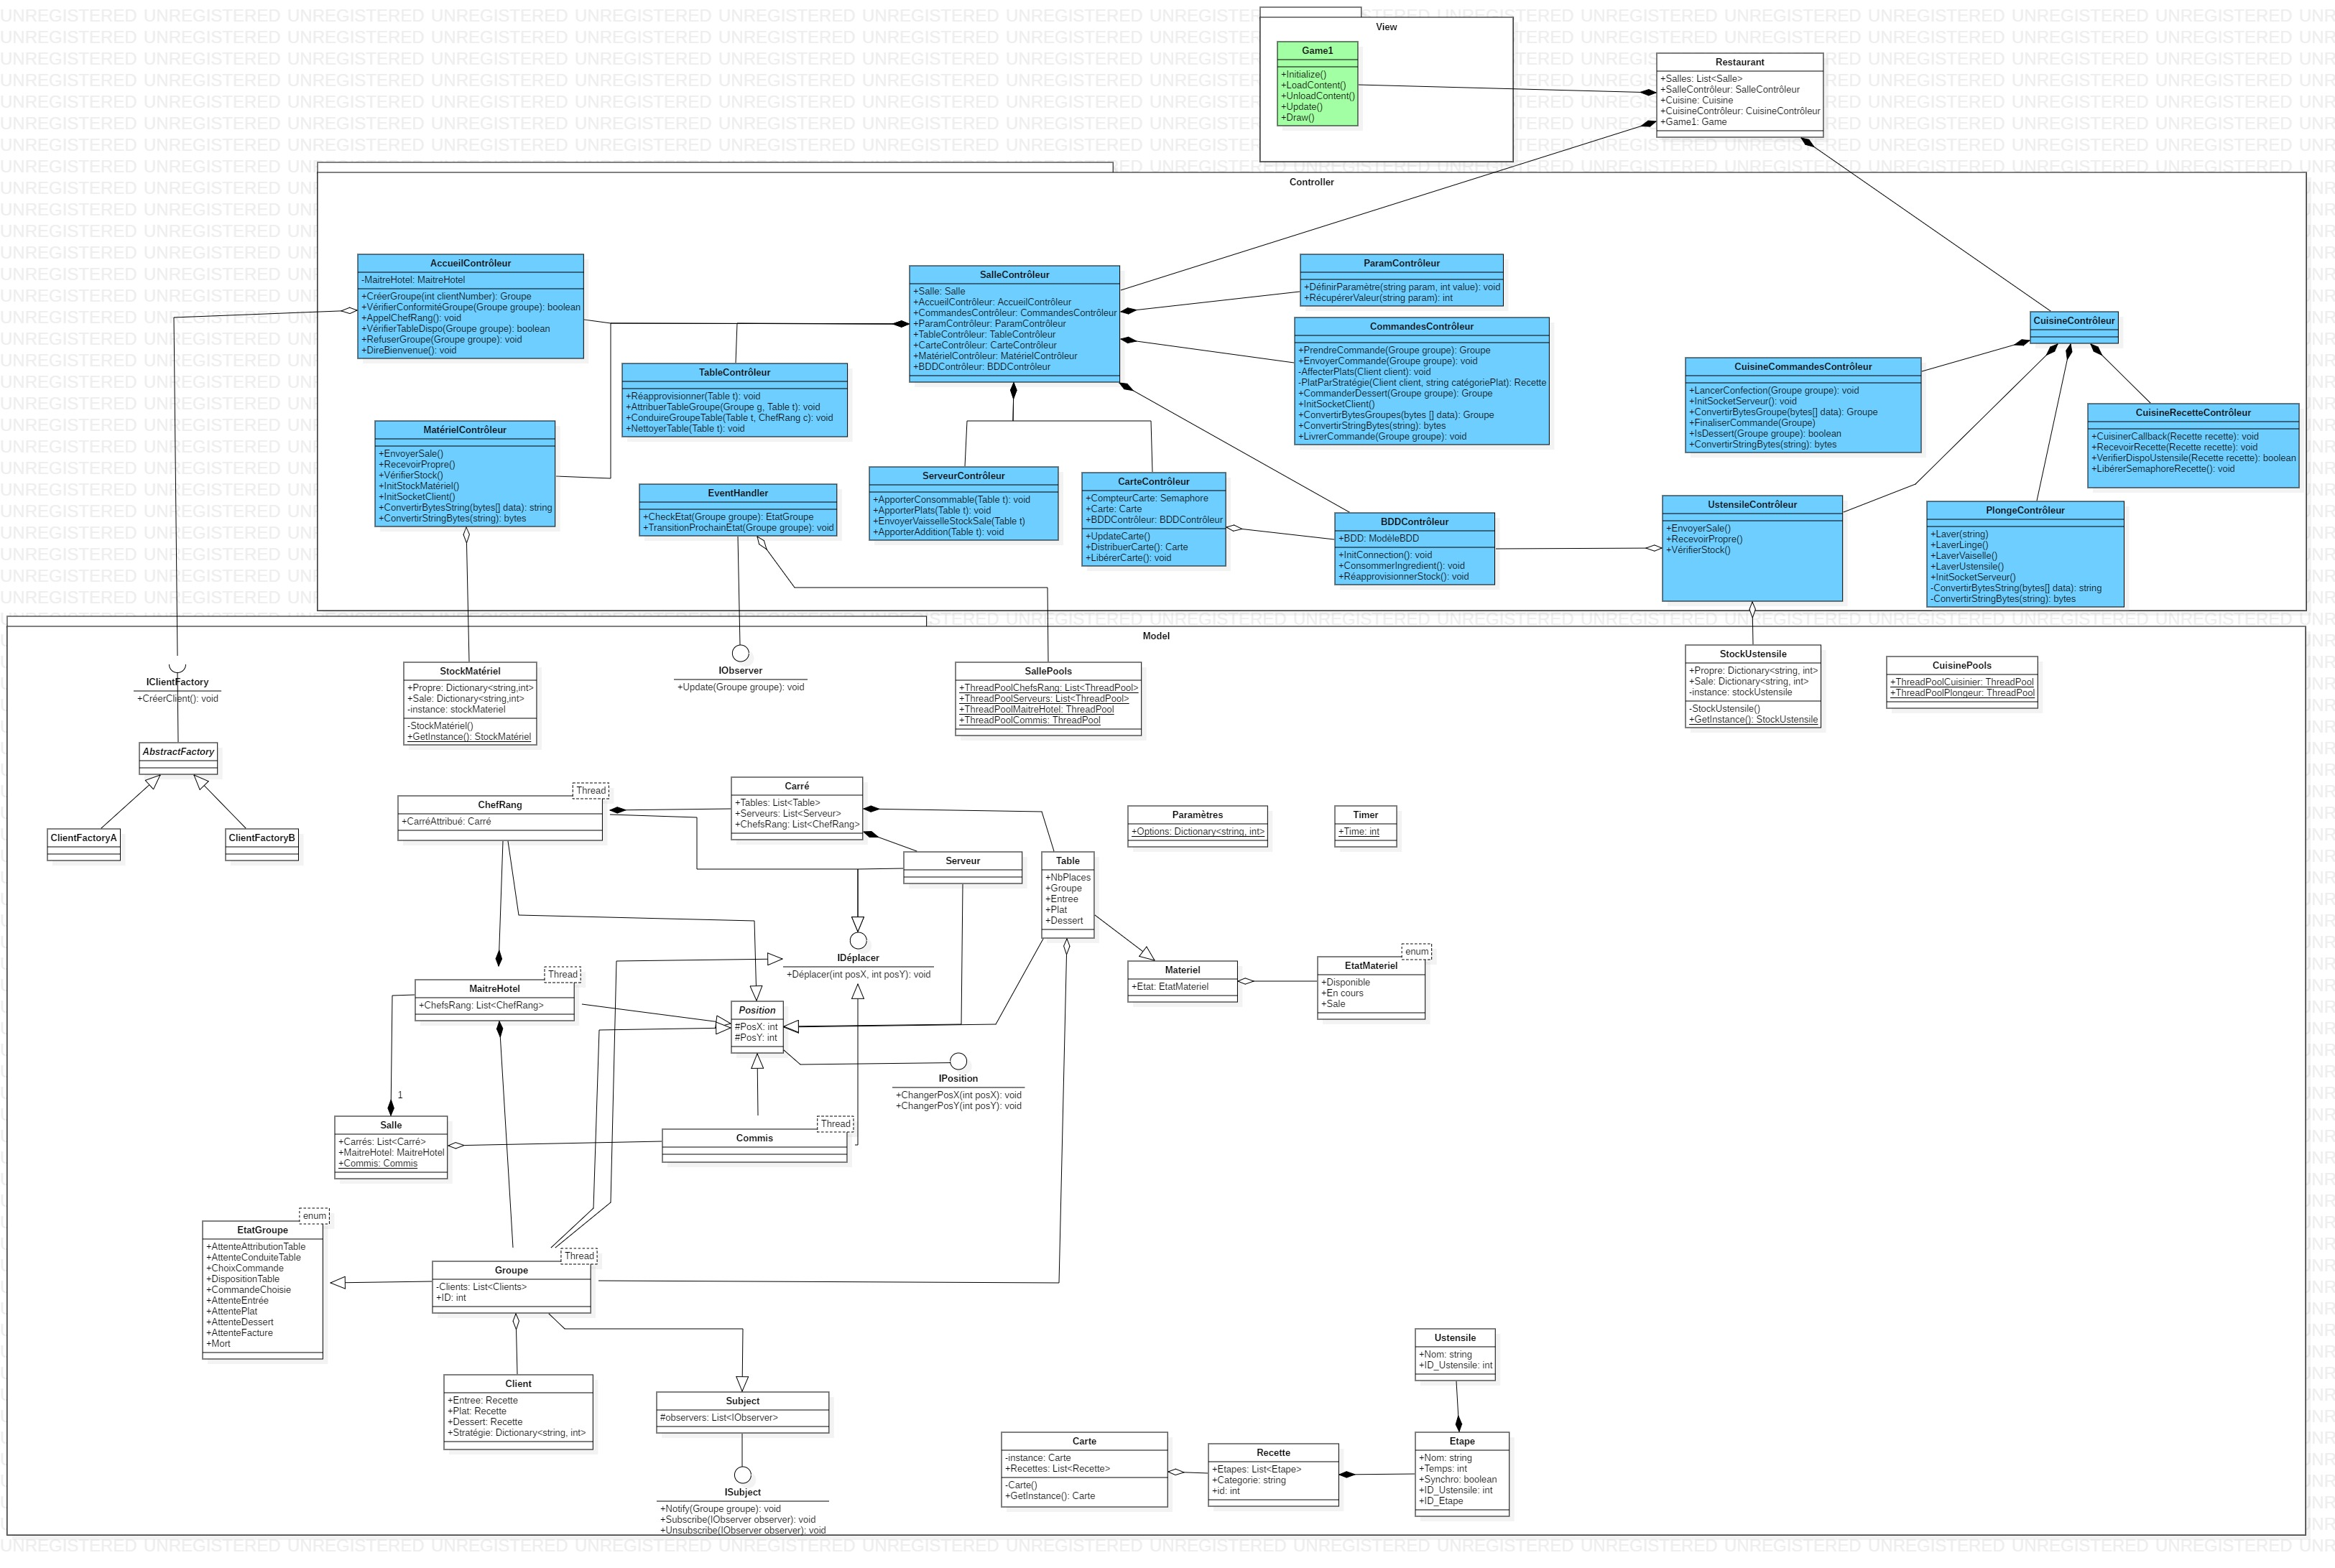 View
Game1
+Initialize()
+LoadContent()
+UnloadContent()
+Update()
+Draw()
Restaurant
+Salles: List<Salle>
+SalleContrôleur: SalleContrôleur
+Cuisine: Cuisine
+CuisineContrôleur: CuisineContrôleur
+Game1: Game
Controller
AccueilContrôleur
-MaitreHotel: MaitreHotel
+CréerGroupe(int clientNumber): Groupe
+VérifierConformitéGroupe(Groupe groupe): boolean
+AppelChefRang(): void
+VérifierTableDispo(Groupe groupe): boolean
+RefuserGroupe(Groupe groupe): void
+DireBienvenue(): void
SalleContrôleur
+Salle: Salle
+AccueilContrôleur: AccueilContrôleur
+CommandesContrôleur: CommandesContrôleur
+ParamContrôleur: ParamContrôleur
+TableContrôleur: TableContrôleur
+CarteContrôleur: CarteContrôleur
+MatérielContrôleur: MatérielContrôleur
+BDDContrôleur: BDDContrôleur
ParamContrôleur
+DéfinirParamètre(string param, int value): void
+RécupérerValeur(string param): int
CommandesContrôleur
+PrendreCommande(Groupe groupe): Groupe
+EnvoyerCommande(Groupe groupe): void
-AffecterPlats(Client client): void
-PlatParStratégie(Client client, string catégoriePlat): Recette
+CommanderDessert(Groupe groupe): Groupe
+InitSocketClient()
+ConvertirBytesGroupes(bytes [] data): Groupe
+ConvertirStringBytes(string): bytes
+LivrerCommande(Groupe groupe): void
CuisineContrôleur
TableContrôleur
+Réapprovisionner(Table t): void
+AttribuerTableGroupe(Groupe g, Table t): void
+ConduireGroupeTable(Table t, ChefRang c): void
+NettoyerTable(Table t): void
CuisineCommandesContrôleur
+LancerConfection(Groupe groupe): void
+InitSocketServeur(): void
+ConvertirBytesGroupe(bytes[] data): Groupe
+FinaliserCommande(Groupe)
+IsDessert(Groupe groupe): boolean
+ConvertirStringBytes(string): bytes
CuisineRecetteContrôleur
+CuisinerCallback(Recette recette): void
+RecevoirRecette(Recette recette): void
+VerifierDispoUstensile(Recette recette): boolean
+LibérerSemaphoreRecette(): void
MatérielContrôleur
+EnvoyerSale()
+RecevoirPropre()
+VérifierStock()
+InitStockMatériel()
+InitSocketClient()
+ConvertirBytesString(bytes[] data): string
+ConvertirStringBytes(string): bytes
EventHandler
+CheckEtat(Groupe groupe): EtatGroupe
+TransitionProchainEtat(Groupe groupe): void
ServeurContrôleur
+ApporterConsommable(Table t): void
+ApporterPlats(Table t): void
+EnvoyerVaisselleStockSale(Table t)
+ApporterAddition(Table t): void
CarteContrôleur
+CompteurCarte: Semaphore
+Carte: Carte
+BDDContrôleur: BDDContrôleur
+UpdateCarte()
+DistribuerCarte(): Carte
+LibérerCarte(): void
BDDContrôleur
+BDD: ModèleBDD
+InitConnection(): void
+ConsommerIngredient(): void
+RéapprovisionnerStock(): void
UstensileContrôleur
+EnvoyerSale()
+RecevoirPropre()
+VérifierStock()
PlongeContrôleur
+Laver(string)
+LaverLinge()
+LaverVaiselle()
+LaverUstensile()
+InitSocketServeur()
-ConvertirBytesString(bytes[] data): string
-ConvertirStringBytes(string): bytes
Model
IClientFactory
+CréerClient(): void
StockMatériel
+Propre: Dictionary<string,int>
+Sale: Dictionary<string,int>
-instance: stockMateriel
-StockMatériel()
+GetInstance(): StockMatériel
IObserver
+Update(Groupe groupe): void
SallePools
+ThreadPoolChefsRang: List<ThreadPool>
+ThreadPoolServeurs: List<ThreadPool>
+ThreadPoolMaitreHotel: ThreadPool
+ThreadPoolCommis: ThreadPool
StockUstensile
+Propre: Dictionary<string, int>
+Sale: Dictionary<string, int>
-instance: stockUstensile
-StockUstensile()
+GetInstance(): StockUstensile
CuisinePools
+ThreadPoolCuisinier: ThreadPool
+ThreadPoolPlongeur: ThreadPool
AbstractFactory
ClientFactoryA
ClientFactoryB
Thread
ChefRang
+CarréAttribué: Carré
Carré
+Tables: List<Table>
+Serveurs: List<Serveur>
+ChefsRang: List<ChefRang>
Paramètres
+Options: Dictionary<string, int>
Timer
+Time: int
Serveur
Table
+NbPlaces
+Groupe
+Entree
+Plat
+Dessert
IDéplacer
+Déplacer(int posX, int posY): void
Thread
MaitreHotel
+ChefsRang: List<ChefRang>
Position
#PosX: int
#PosY: int
Materiel
+Etat: EtatMateriel
enum
EtatMateriel
+Disponible
+En cours
+Sale
IPosition
+ChangerPosX(int posX): void
+ChangerPosY(int posY): void
1
Salle
+Carrés: List<Carré>
+MaitreHotel: MaitreHotel
+Commis: Commis
Thread
Commis
enum
EtatGroupe
+AttenteAttributionTable
+AttenteConduiteTable
+ChoixCommande
+DispositionTable
+CommandeChoisie
+AttenteEntrée
+AttentePlat
+AttenteDessert
+AttenteFacture
+Mort
Thread
Groupe
-Clients: List<Clients>
+ID: int
Client
+Entree: Recette
+Plat: Recette
+Dessert: Recette
+Stratégie: Dictionary<string, int>
Subject
#observers: List<IObserver>
ISubject
+Notify(Groupe groupe): void
+Subscribe(IObserver observer): void
+Unsubscribe(IObserver observer): void
Ustensile
+Nom: string
+ID_Ustensile: int
Carte
-instance: Carte
+Recettes: List<Recette>
-Carte()
+GetInstance(): Carte
Recette
+Etapes: List<Etape>
+Categorie: string
+id: int
Etape
+Nom: string
+Temps: int
+Synchro: boolean
+ID_Ustensile: int
+ID_Etape